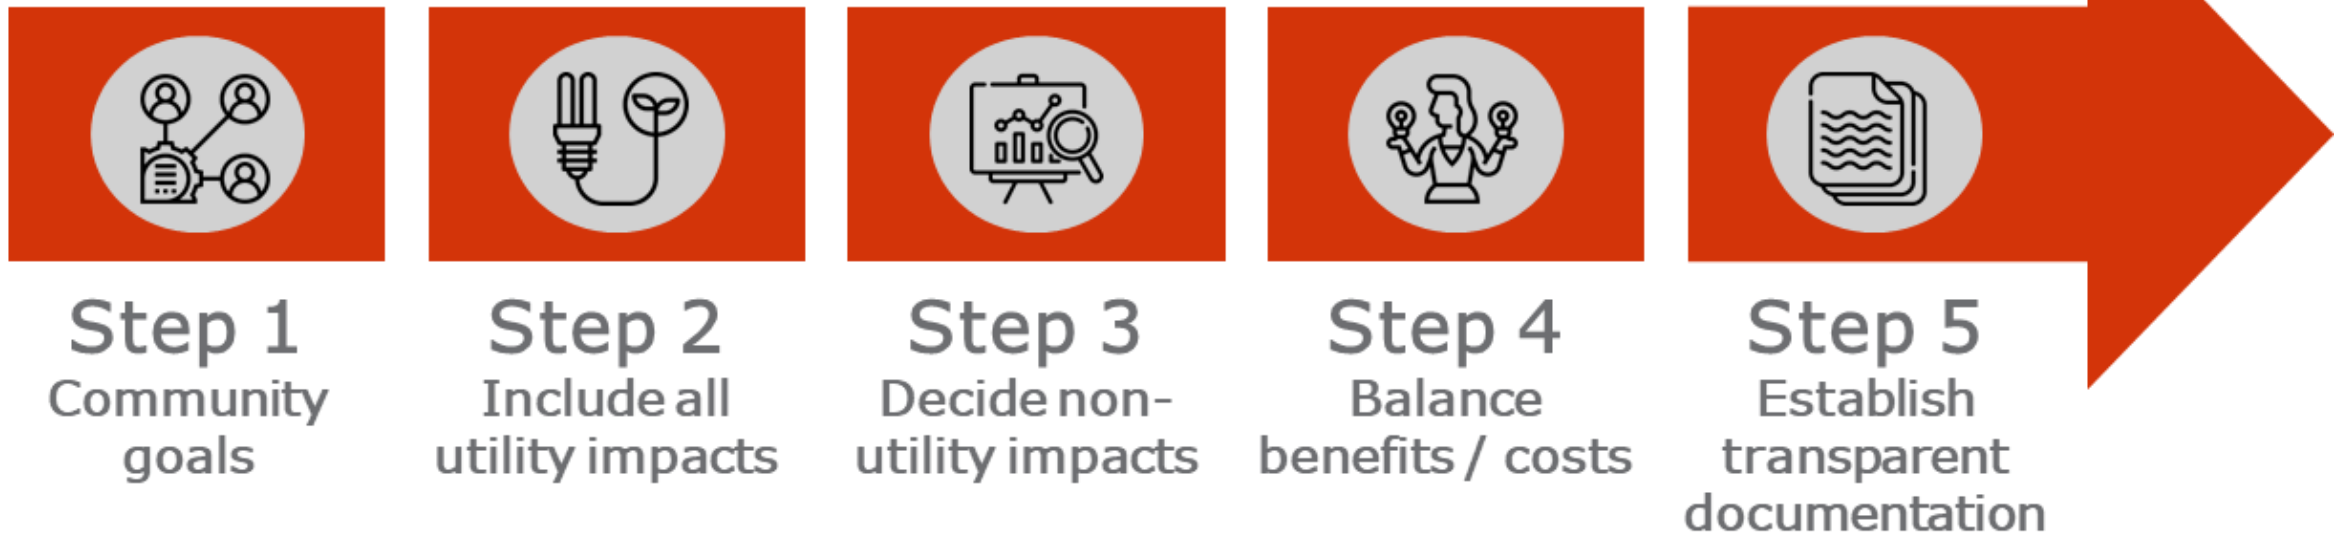 Step 1
Community
goals
Step 2
Include all
utility impacts
Step 3
Decide non-
utility impacts
Step 4
Balance
benefits / costs
Step 5
Establish
transparent
documentation